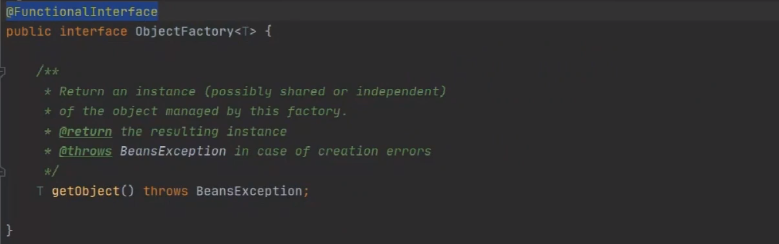 @FunctionalInterface
public interface ObjectFactory<T> {
/**
* Return an instance (possibly shared or independent)
* of the object managed by this factory.
* @return the resulting instance
* @throws BeansException in case of creation errors
*/
T getObject() throws BeansException;
}